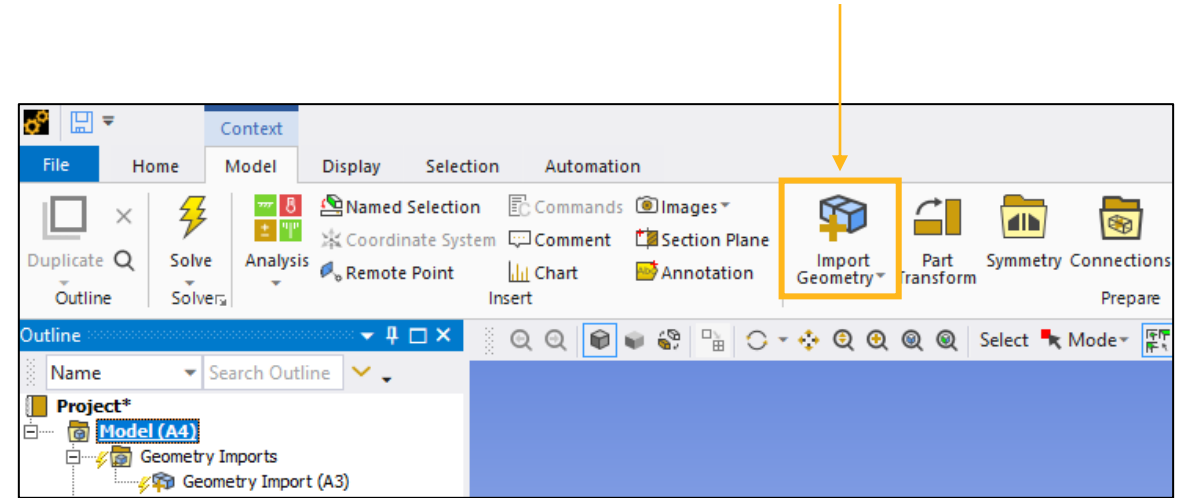 Context
File Home Model Display Selection Automation
Named Selection Commands Images
Coordinate System Comment Section Plane
Remote Point Chart Annotation
Duplicate Solve Analysis Import Geometry Part Transform Symmetry Connections
Outline Solver Insert Prepare
Outline
Select Mode
Name Search Outline
Project*
Model (A4)
Geometry Imports
Geometry Import (A3)